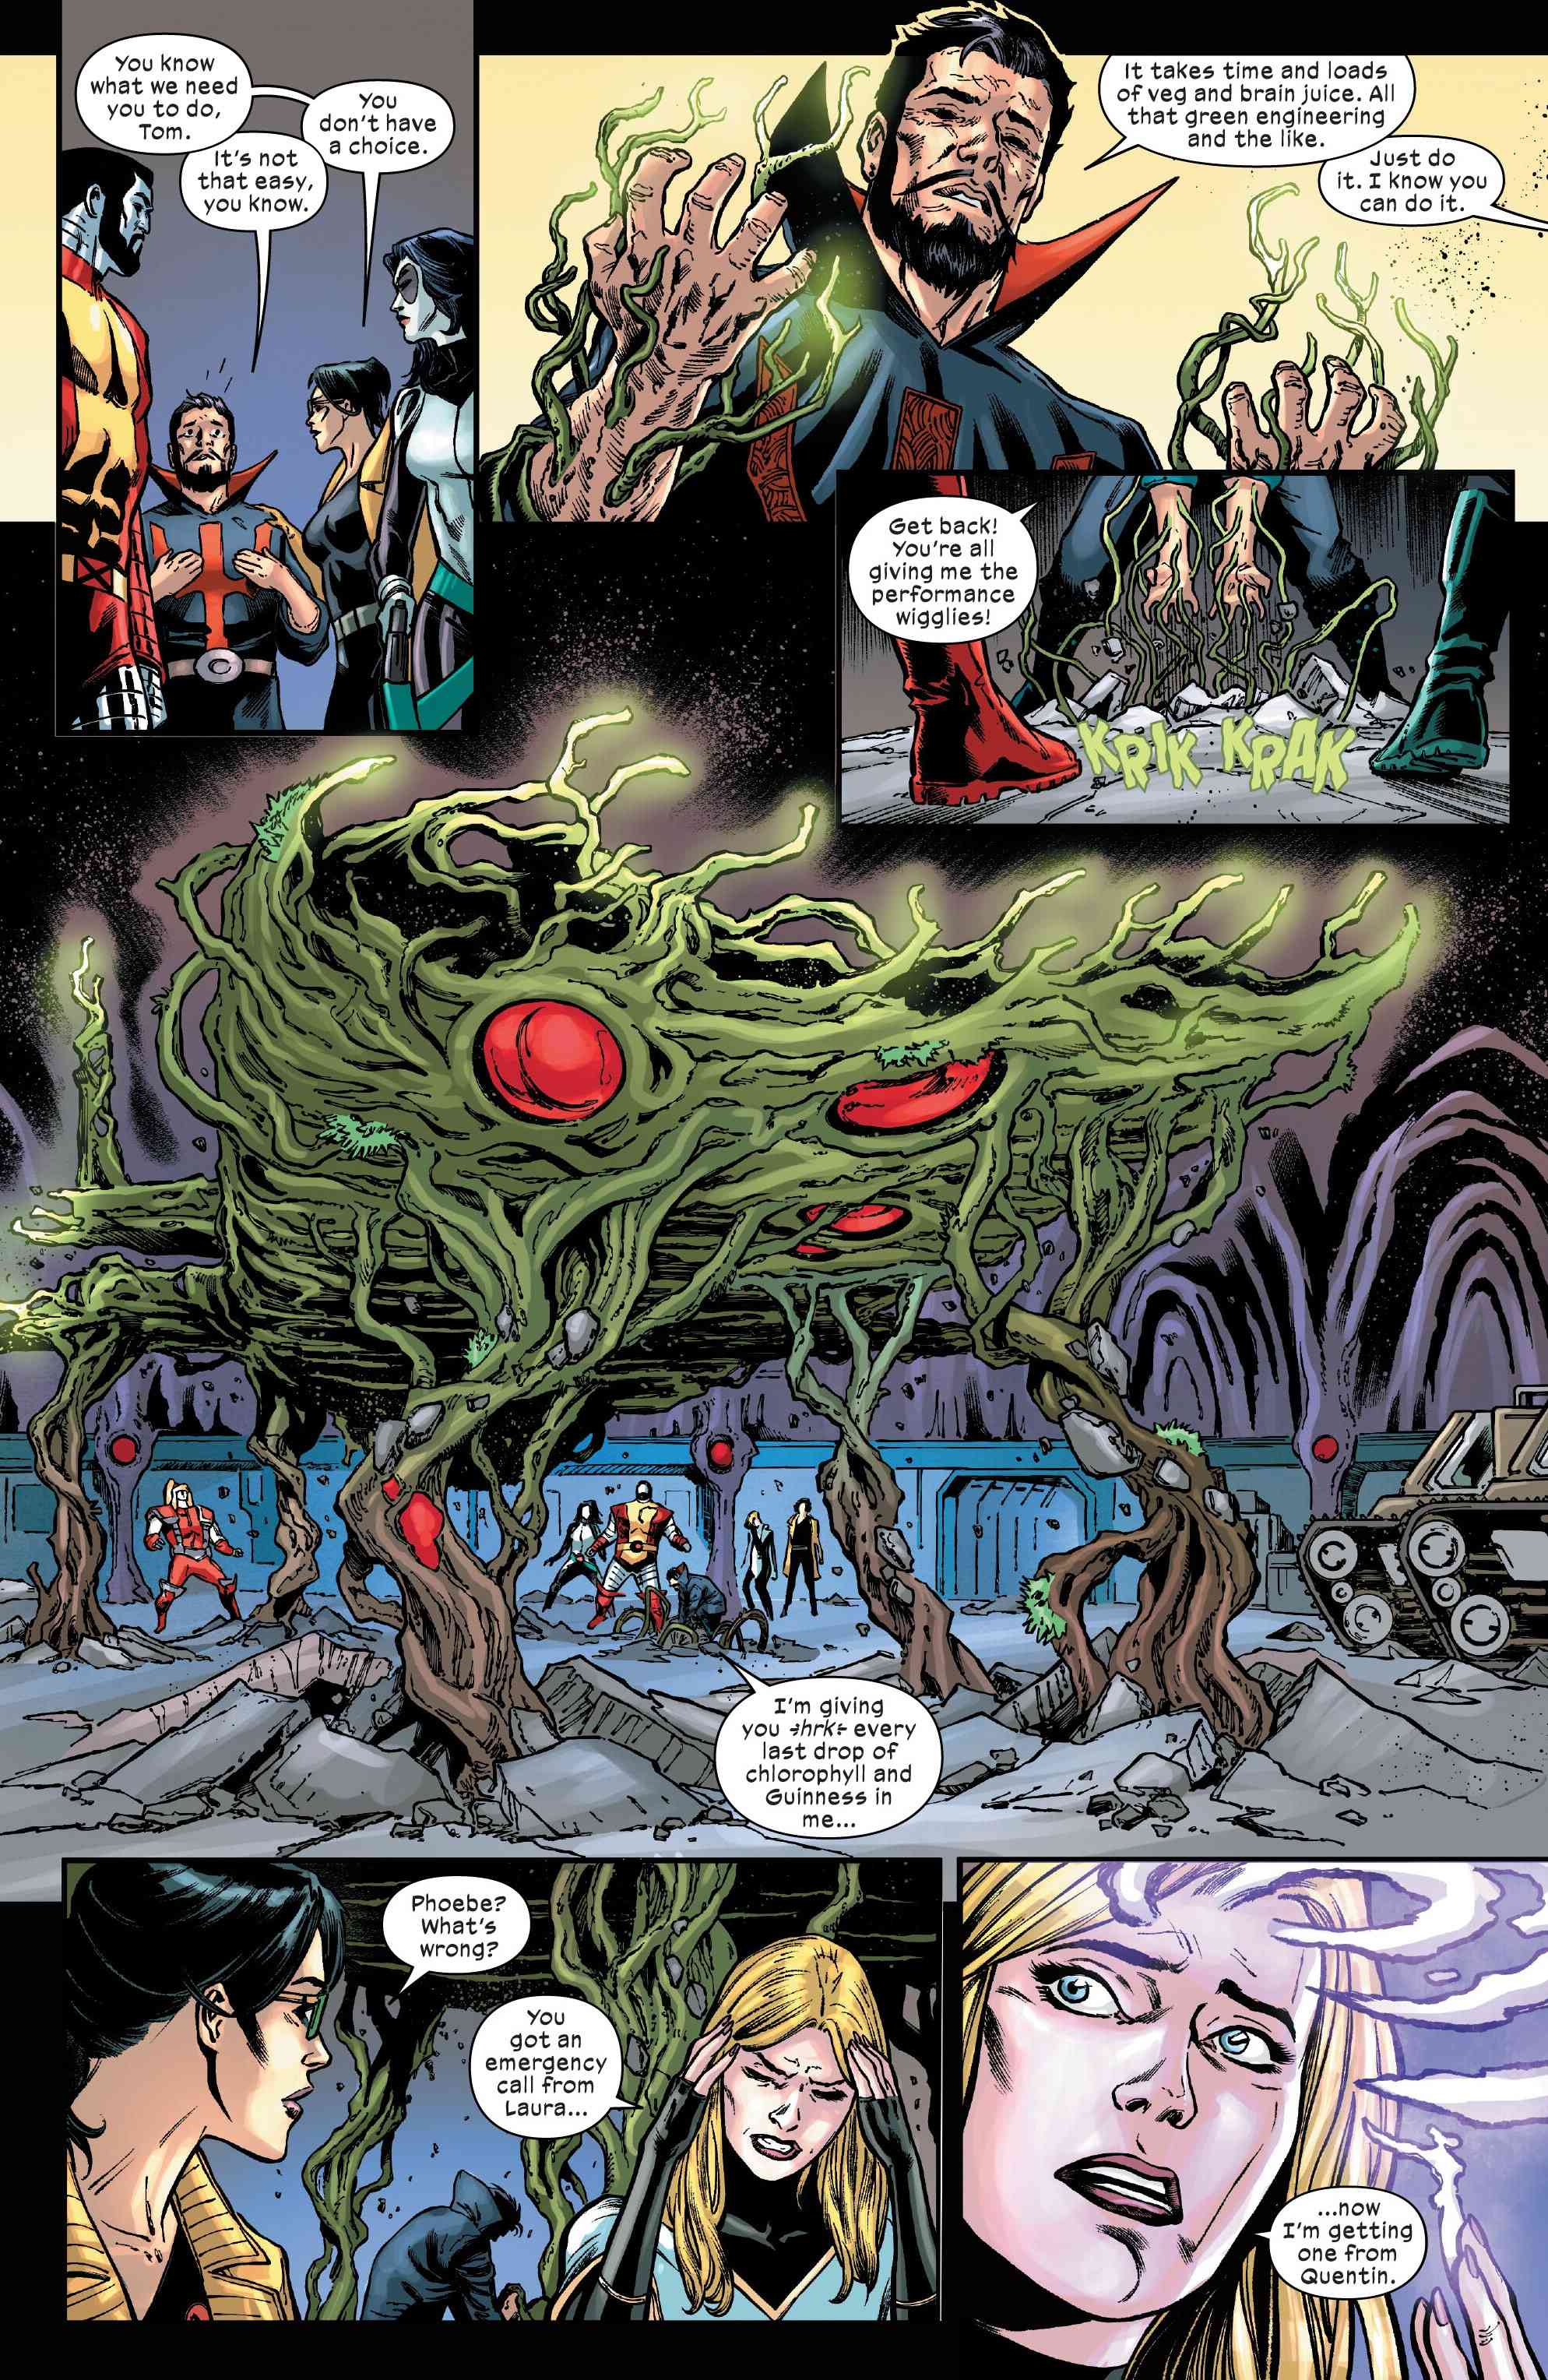 You know
what we need
you to do,
Tom.
It's not
that easy,
you know.
You
don't have
a choice.
It takes time and loads
of veg and brain juice. All
that green engineering
and the like.
Just do
it. I know you
can do it.
Get back!
You're all
giving me the
performance
wigglies!
KRIK KRAK
I'm giving
you -hrk- every
last drop of
chlorophyll and
Guinness in
me...
Phoebe?
What's
wrong?
You
got an
emergency
call from
Laura...
...now
I'm getting
one from
Quentin.